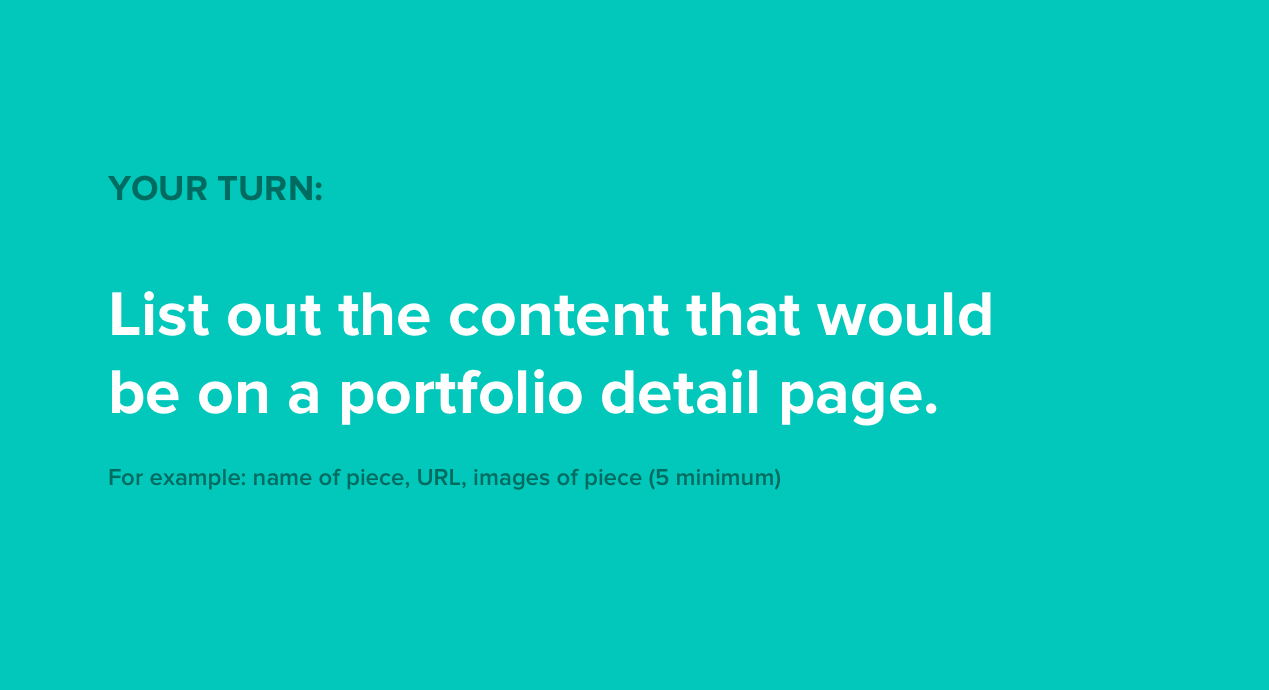 YOUR TURN:
List out the content that would
be on a portfolio detail page.
For example: name of piece, URL, images of piece (5 minimum)